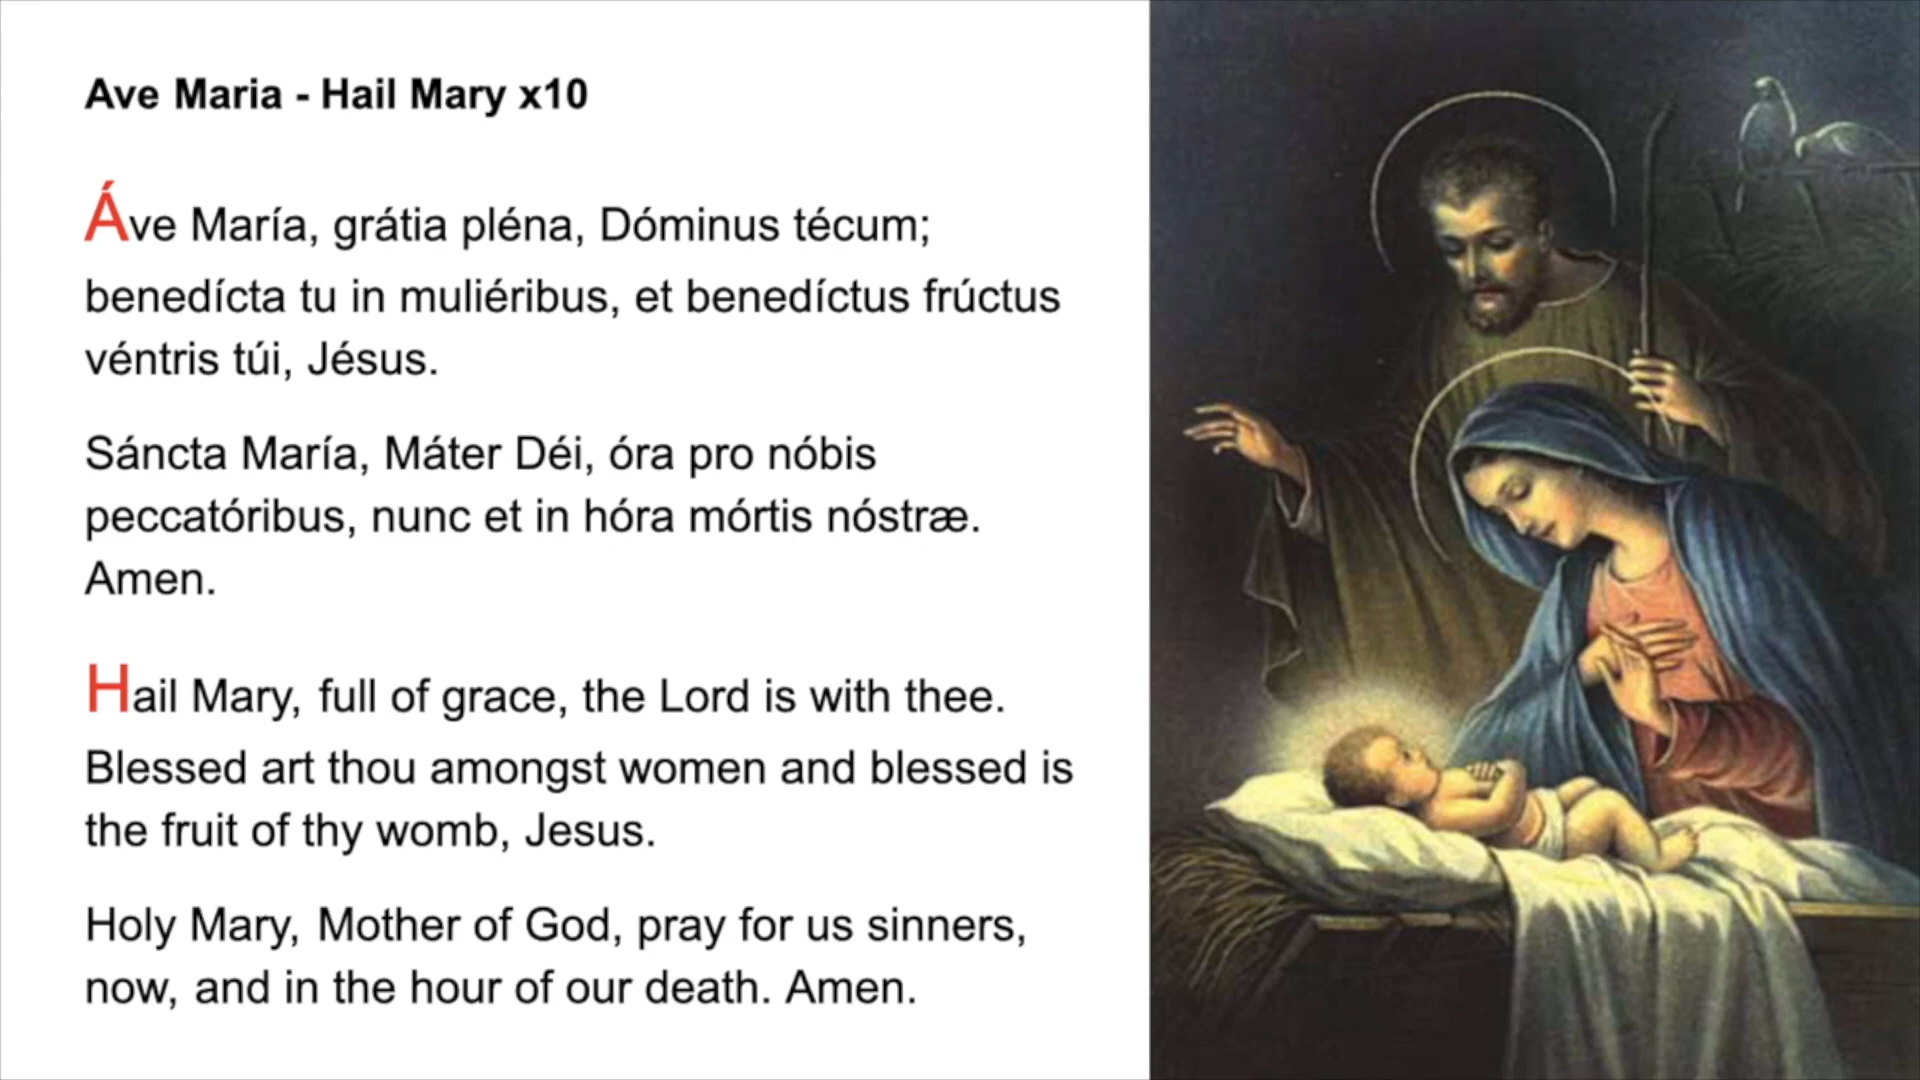 Ave Maria - Hail Mary x10
Áve María, grátia pléna, Dóminus técum;
benedícta tu in muliéribus, et benedíctus frúctus
véntris túi, Jésus.
Sáncta María, Máter Déi, óra pro nóbis
peccatóribus, nunc et in hóra mórtis nóstræ.
Amen.
Hail Mary, full of grace, the Lord is with thee.
Blessed art thou amongst women and blessed is
the fruit of thy womb, Jesus.
Holy Mary, Mother of God, pray for us sinners,
now, and in the hour of our death. Amen.